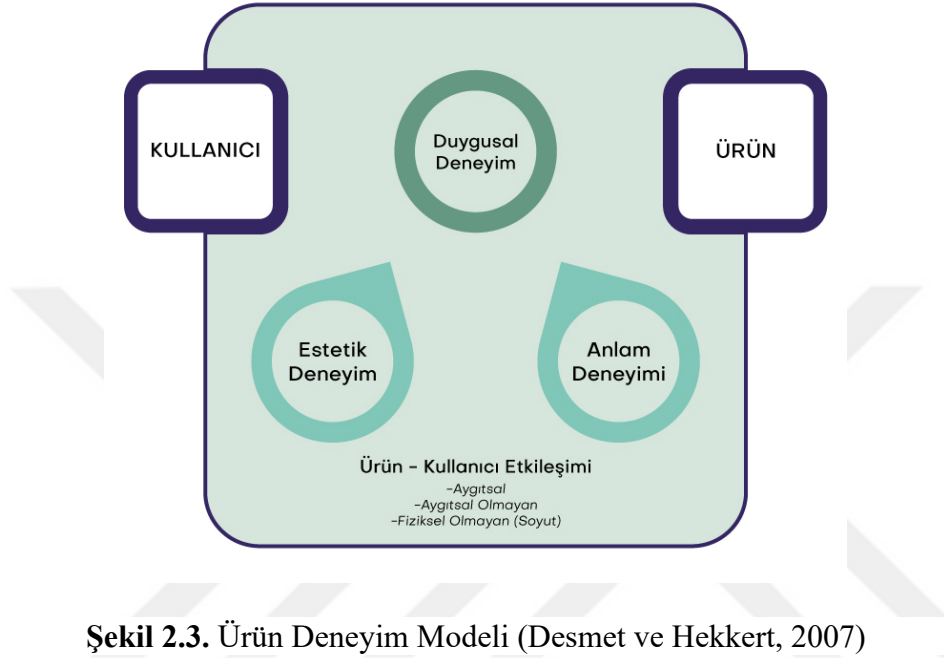 KULLANICI
Duygusal
Deneyim
ÜRÜN
Estetik
Deneyim
Anlam
Deneyimi
Ürün - Kullanıcı Etkileşimi
-Aygıtsal
-Aygıtsal Olmayan
-Fiziksel Olmayan (Soyut)
Şekil 2.3. Ürün Deneyim Modeli (Desmet ve Hekkert, 2007)